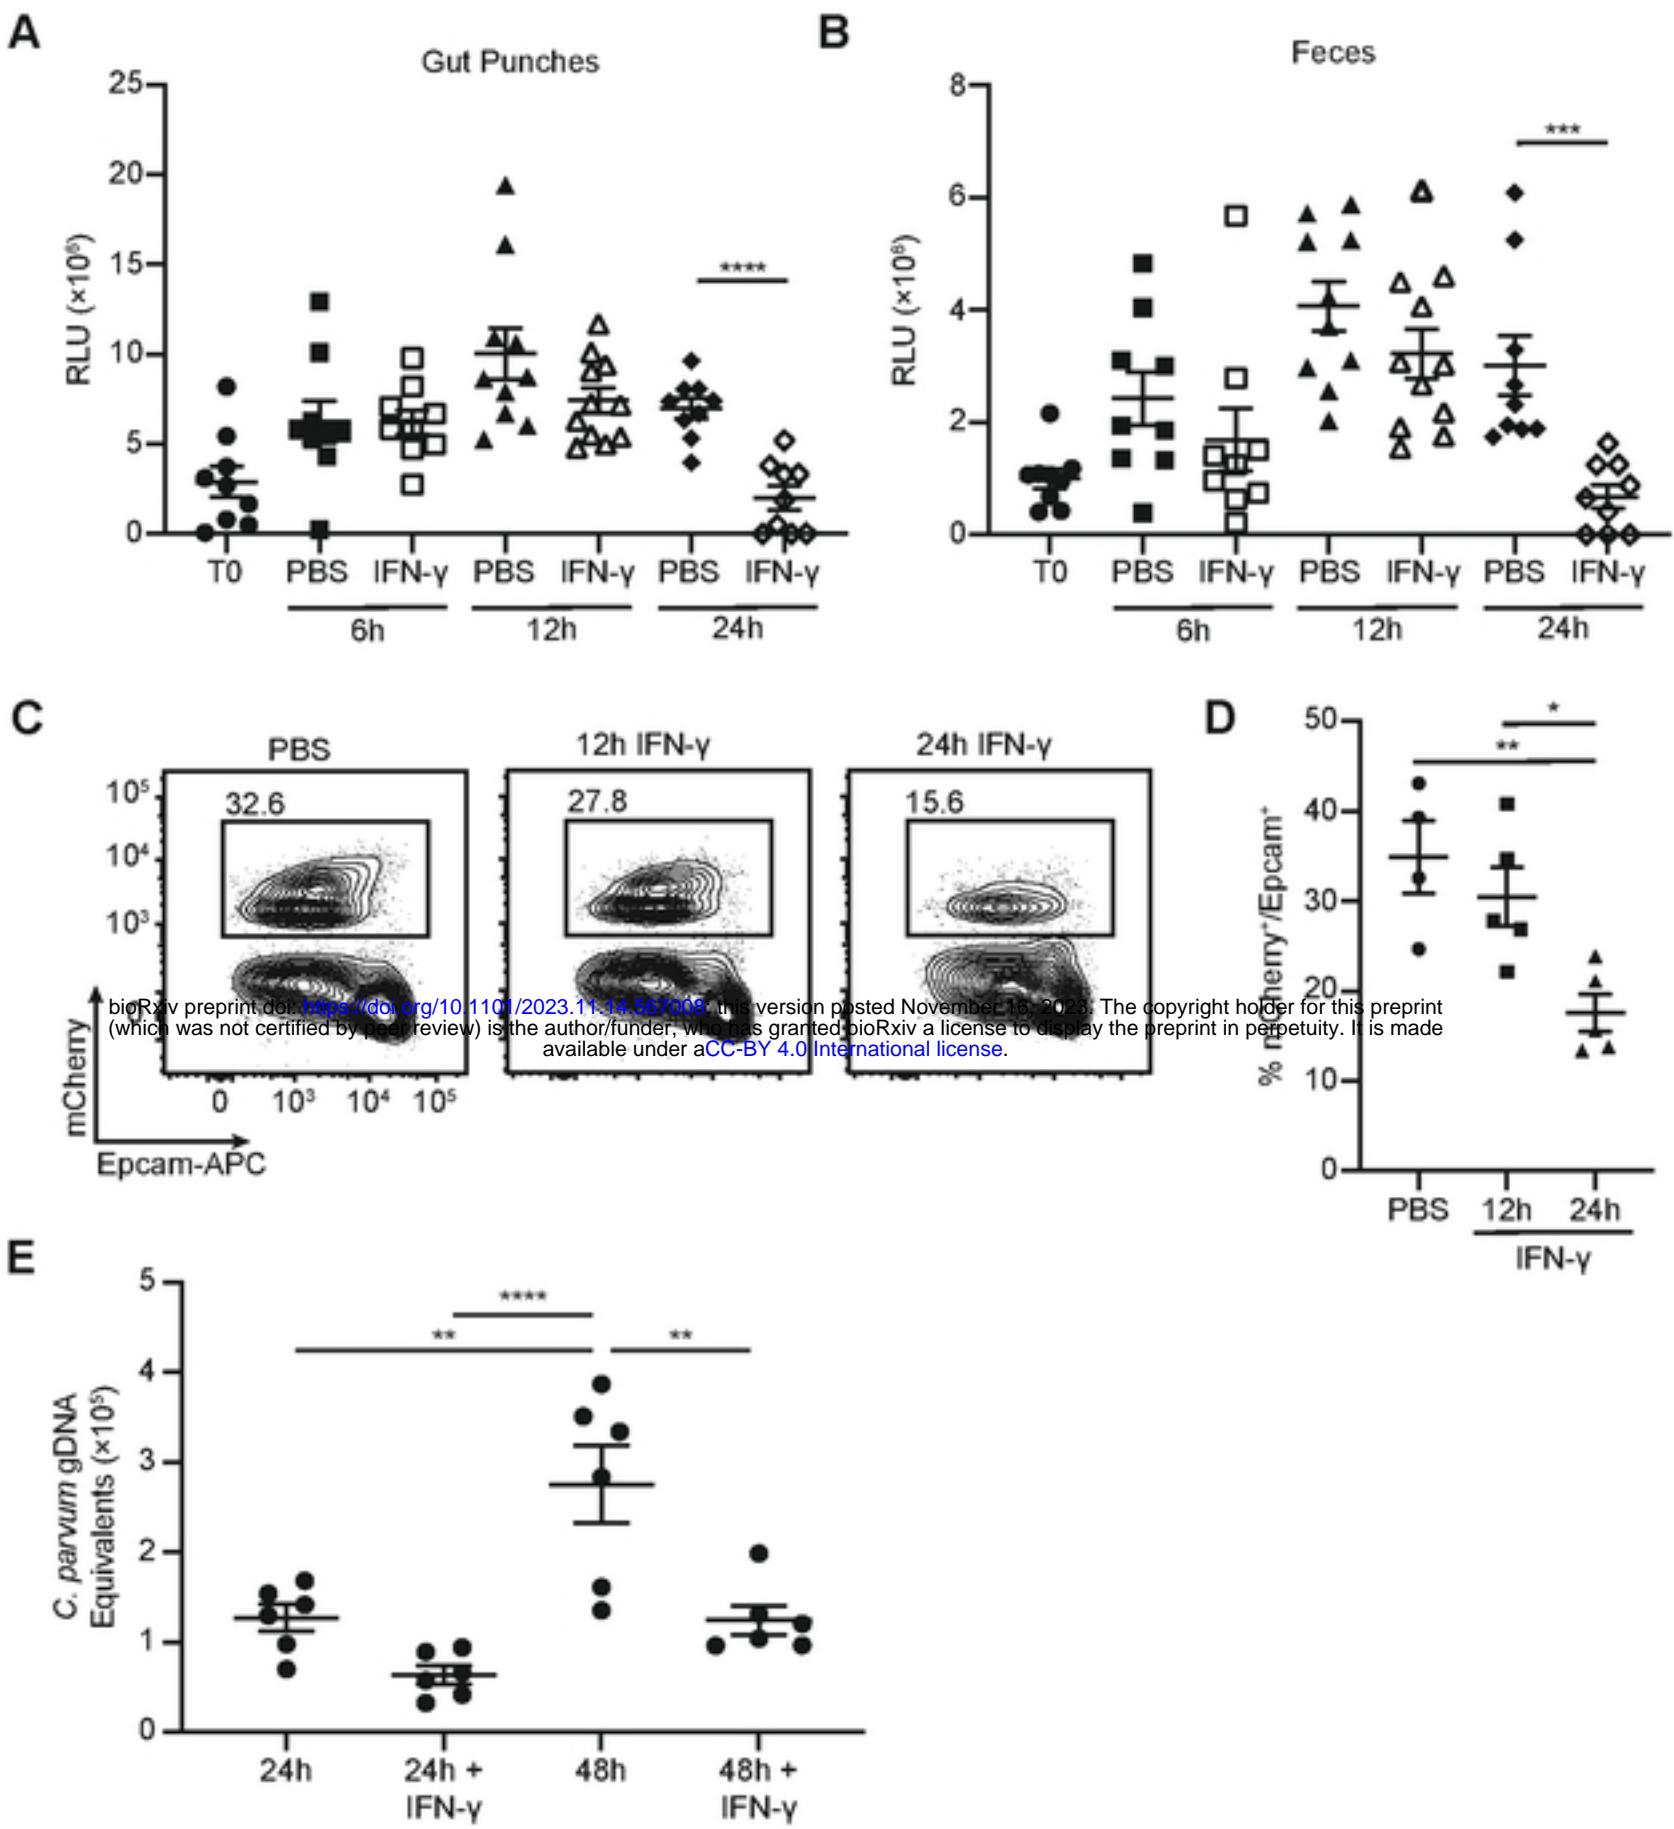 A
Gut Punches
RLU (×10⁶)
25
20
15
10
5
0
****
T0 PBS IFN-γ PBS IFN-γ PBS IFN-γ
6h 12h 24h
B
Feces
RLU (×10⁶)
8
6
4
2
0
***
T0 PBS IFN-γ PBS IFN-γ PBS IFN-γ
6h 12h 24h
C
PBS 12h IFN-γ 24h IFN-γ
32.6 27.8 15.6
10⁵
10⁴
10³
0 10³ 10⁴ 10⁵
mCherry
Epcam-APC
bioRxiv preprint doi: https://doi.org/10.1101/2023.11.14.567008; this version posted November 16, 2023. The copyright holder for this preprint
(which was not certified by peer review) is the author/funder, who has granted bioRxiv a license to display the preprint in perpetuity. It is made
available under aCC-BY 4.0 International license.
D
% mCherry⁺/Epcam⁺
50
40
30
20
10
0
*
**
PBS 12h 24h
IFN-γ
E
C. parvum gDNA
Equivalents (×10⁵)
5
4
3
2
1
0
****
** **
24h 24h + 48h 48h +
IFN-γ IFN-γ